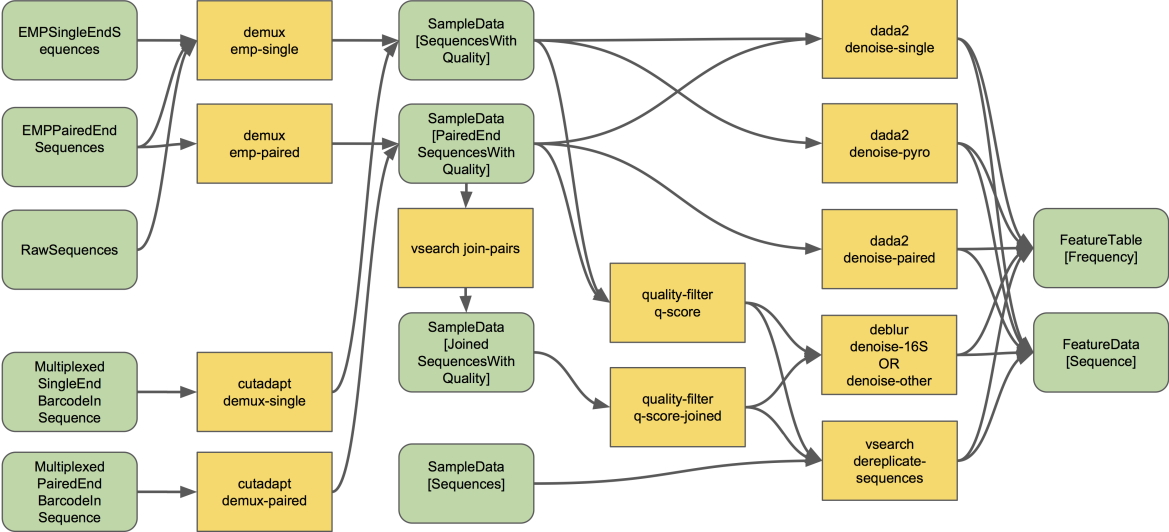 EMPSingleEndS
equences
demux
emp-single
SampleData
[SequencesWith
Quality]
dada2
denoise-single
EMPPairedEnd
Sequences
demux
emp-paired
SampleData
[PairedEnd
SequencesWith
Quality]
dada2
denoise-pyro
RawSequences
vsearch join-pairs
dada2
denoise-paired
FeatureTable
[Frequency]
quality-filter
q-score
SampleData
[Joined
SequencesWith
Quality]
deblur
denoise-16S
OR
denoise-other
FeatureData
[Sequence]
Multiplexed
SingleEnd
BarcodeIn
Sequence
cutadapt
demux-single
quality-filter
q-score-joined
Multiplexed
PairedEnd
BarcodeIn
Sequence
cutadapt
demux-paired
SampleData
[Sequences]
vsearch
dereplicate-
sequences